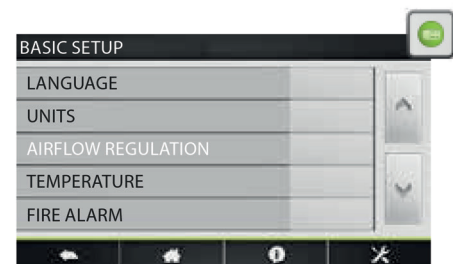 BASIC SETUP
LANGUAGE
UNITS
AIRFLOW REGULATION
TEMPERATURE
FIRE ALARM